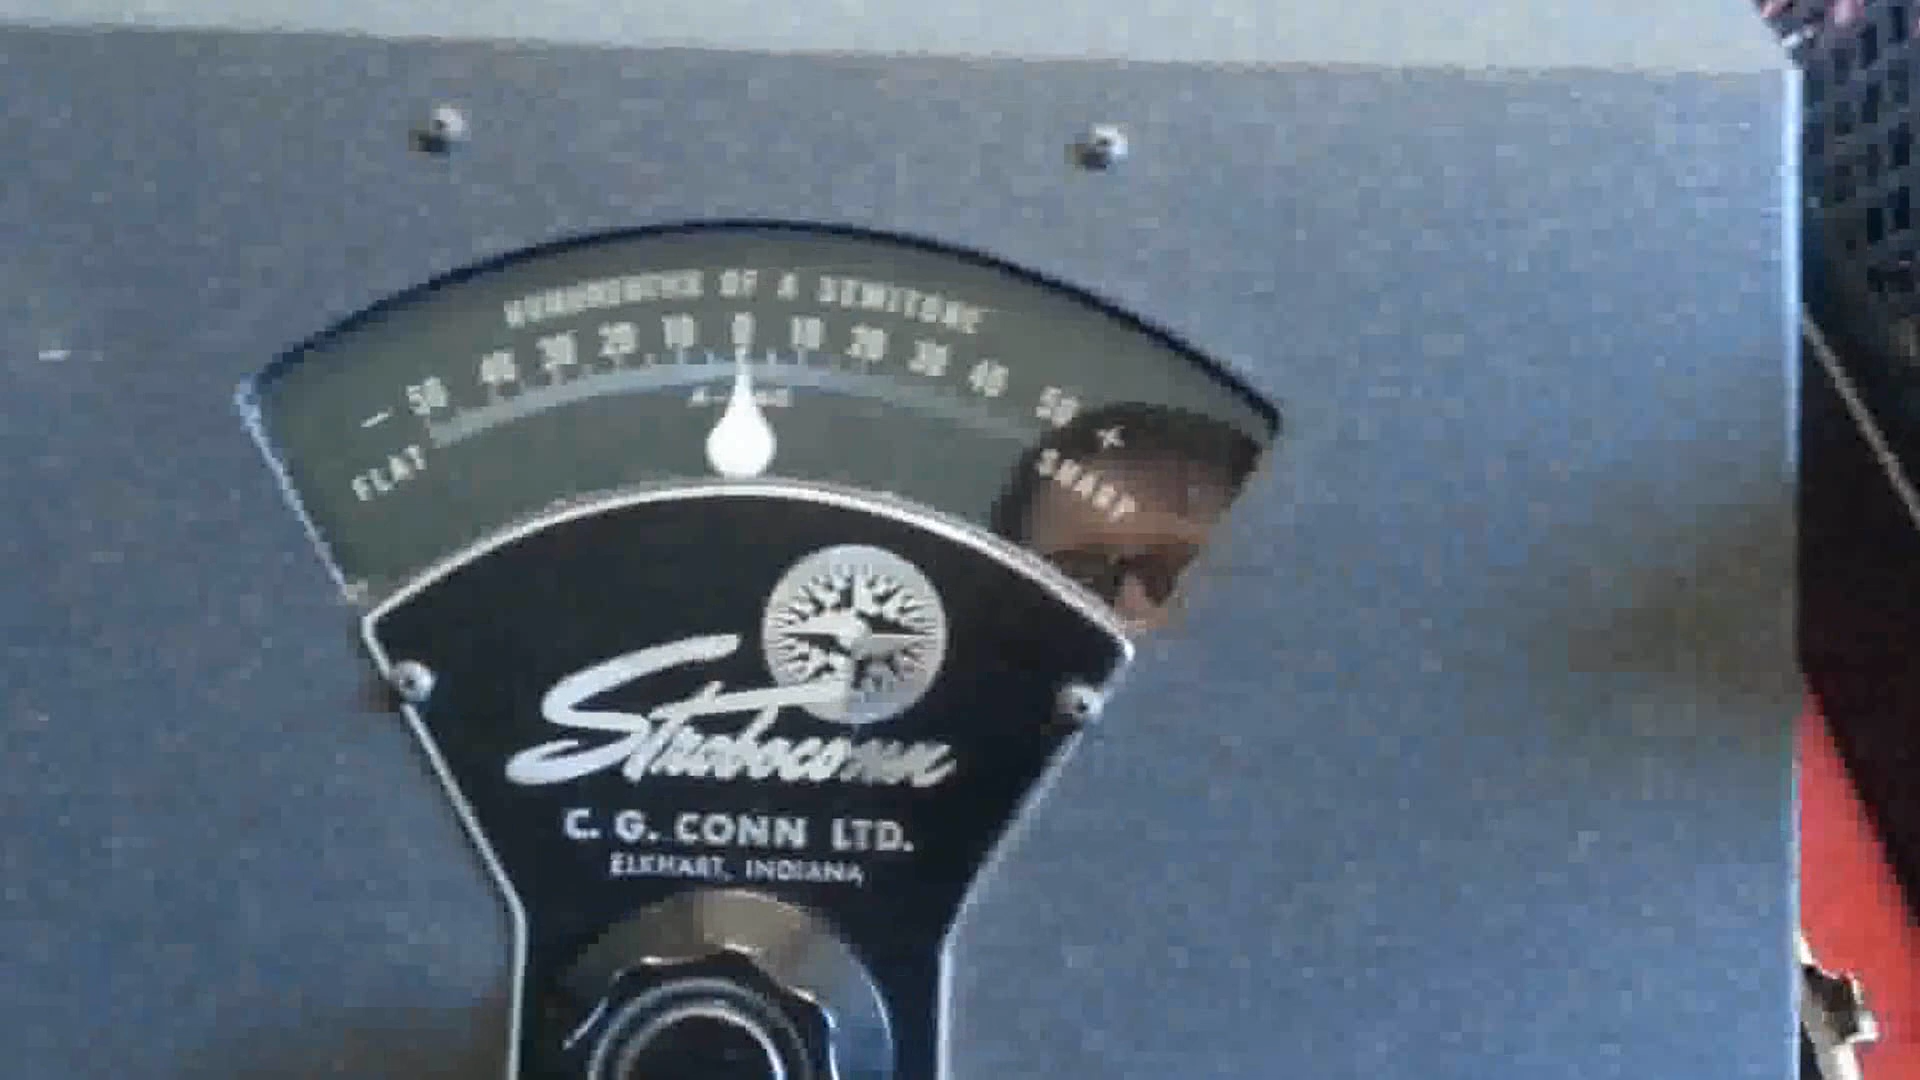 HUNDREDTHS OF A SEMITONE
— 50 40 30 20 10 0 10 20 30 40 50 +
FLAT SHARP
Stroboconn
C. G. CONN LTD.
ELKHART, INDIANA